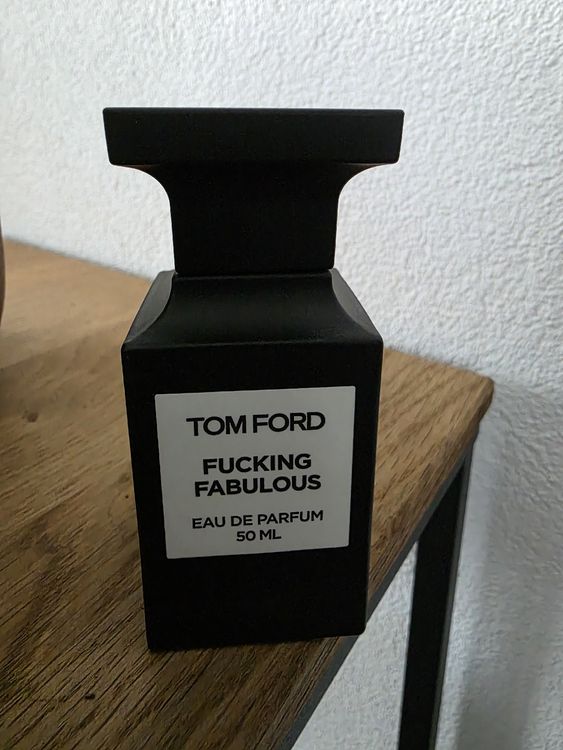 TOM FORD
FUCKING
FABULOUS
EAU DE PARFUM
50 ML